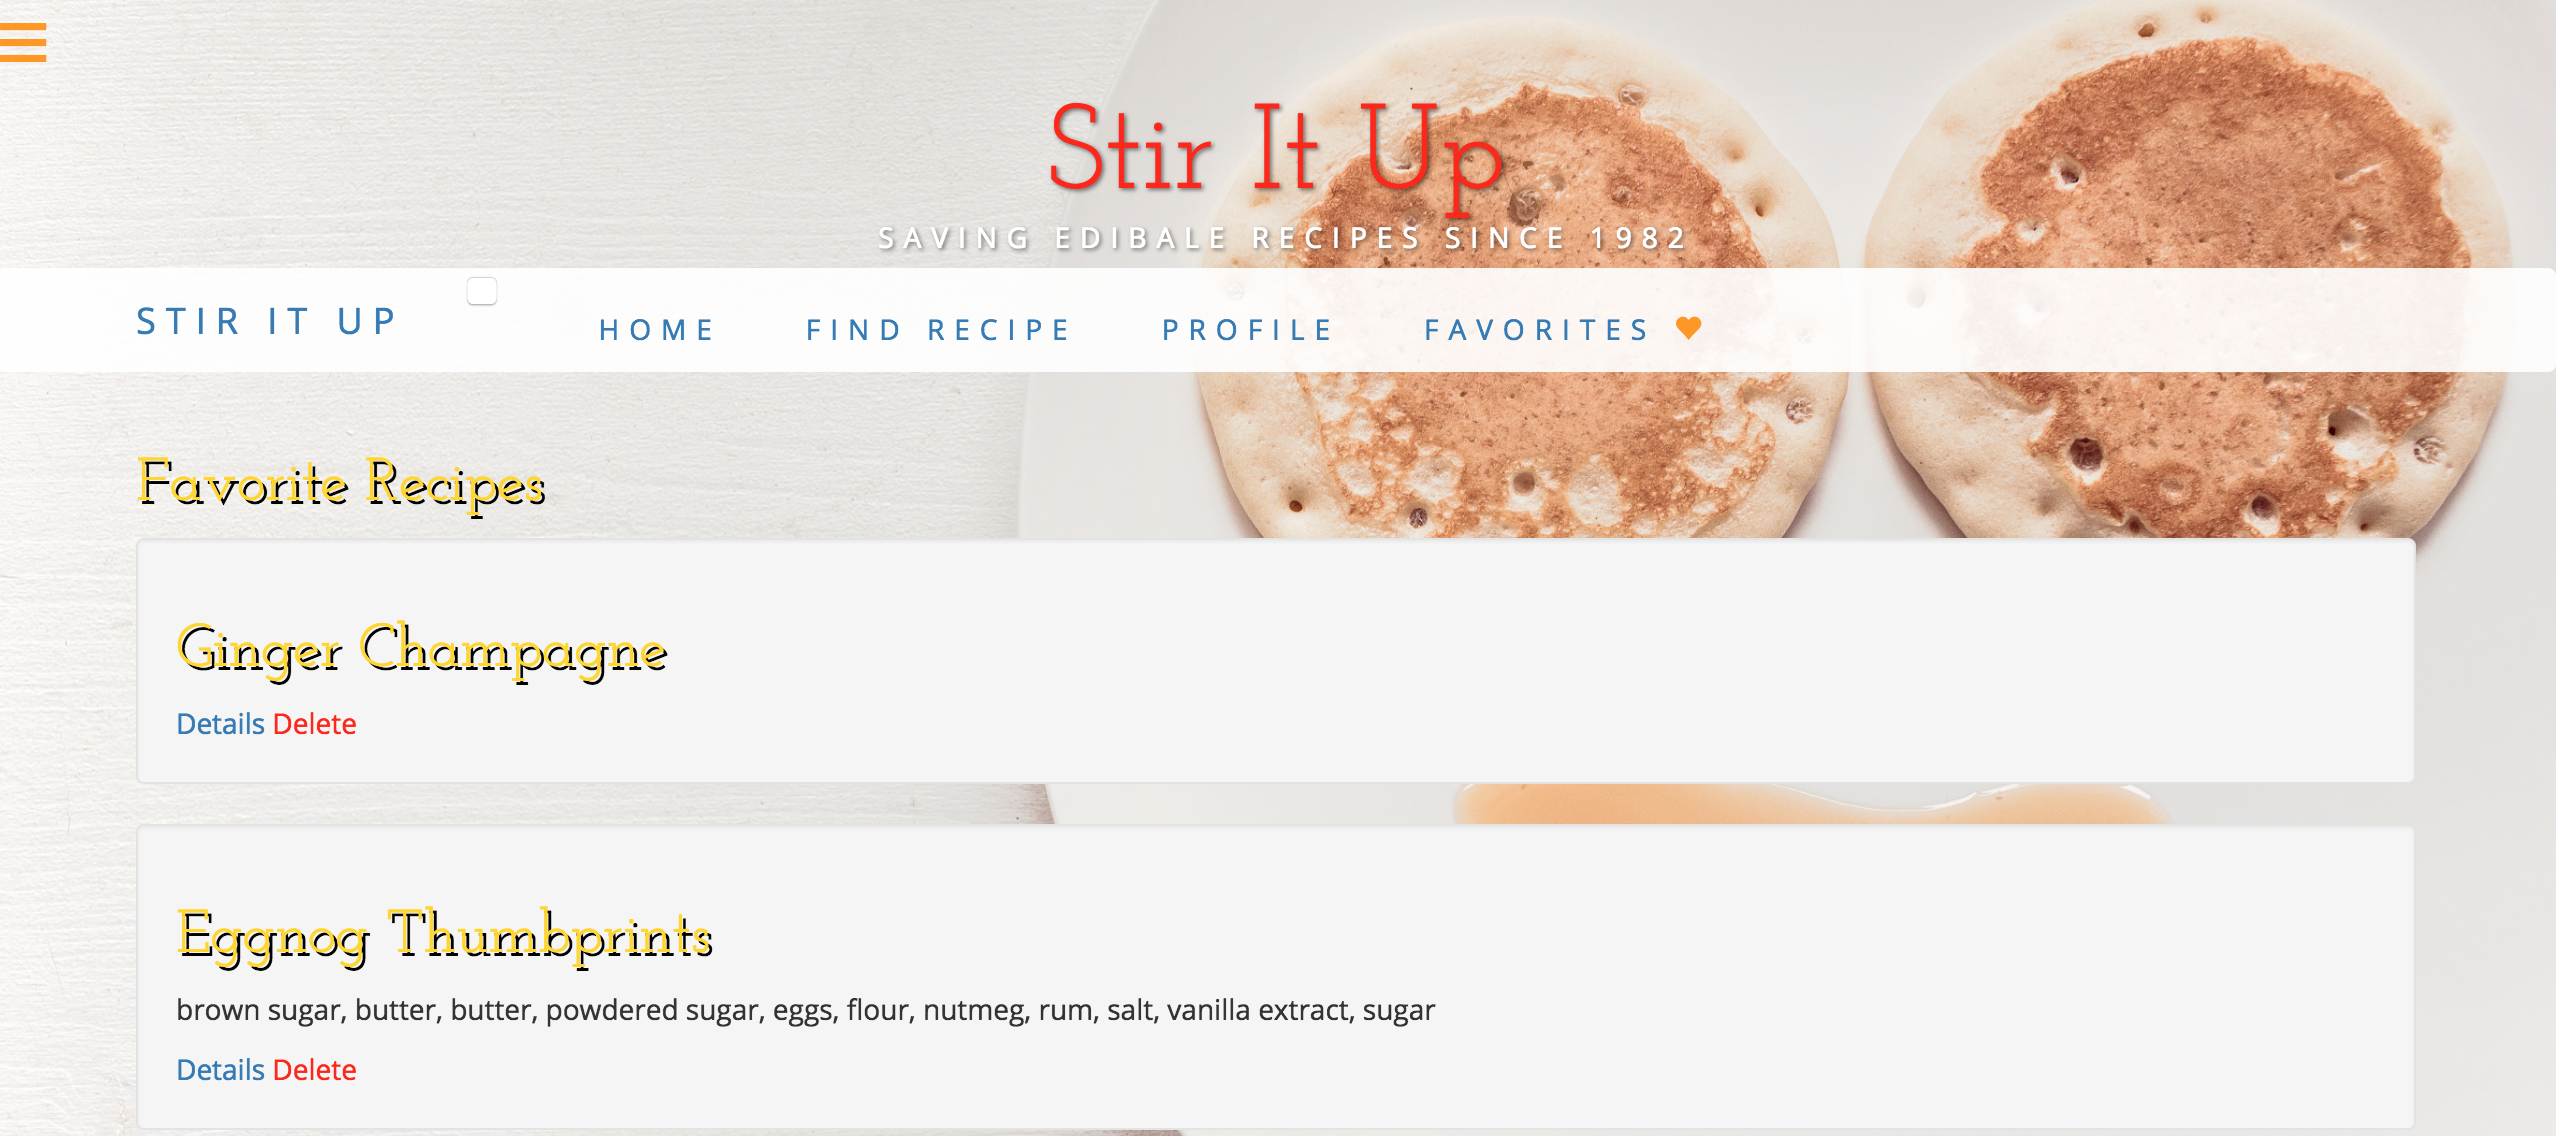 Stir It Up
SAVING EDIBALE RECIPES SINCE 1982
STIR IT UP HOME FIND RECIPE PROFILE FAVORITES
Favorite Recipes
Ginger Champagne
Details Delete
Eggnog Thumbprints
brown sugar, butter, butter, powdered sugar, eggs, flour, nutmeg, rum, salt, vanilla extract, sugar
Details Delete